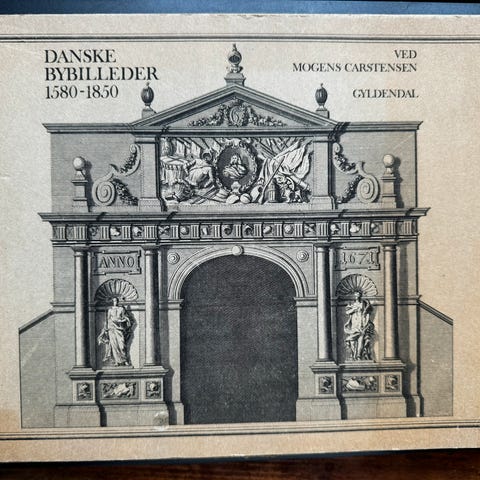 DANSKE
BYBILLEDER
1580-1850
VED
MOGENS CARSTENSEN
GYLDENDAL
ANNO
1671